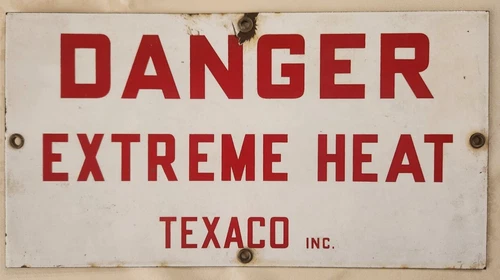 DANGER
EXTREME HEAT
TEXACO INC.